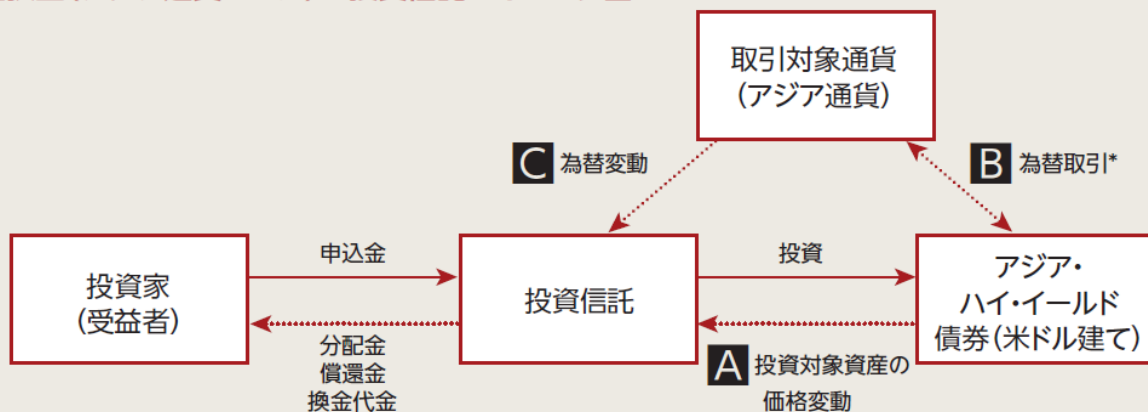 取引対象通貨
(アジア通貨)
C 為替変動
B 為替取引*
投資家
(受益者)
申込金
分配金
償還金
換金代金
投資信託
投資
A 投資対象資産の
価格変動
アジア・
ハイ・イールド
債券(米ドル建て)